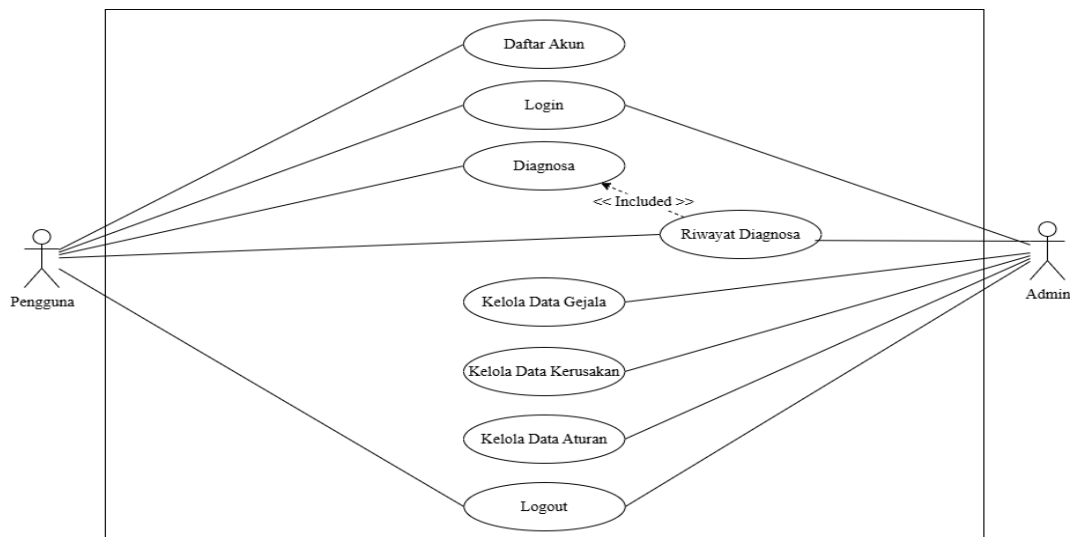 Daftar Akun
Login
Diagnosa
<< Included >>
Riwayat Diagnosa
Pengguna
Admin
Kelola Data Gejala
Kelola Data Kerusakan
Kelola Data Aturan
Logout